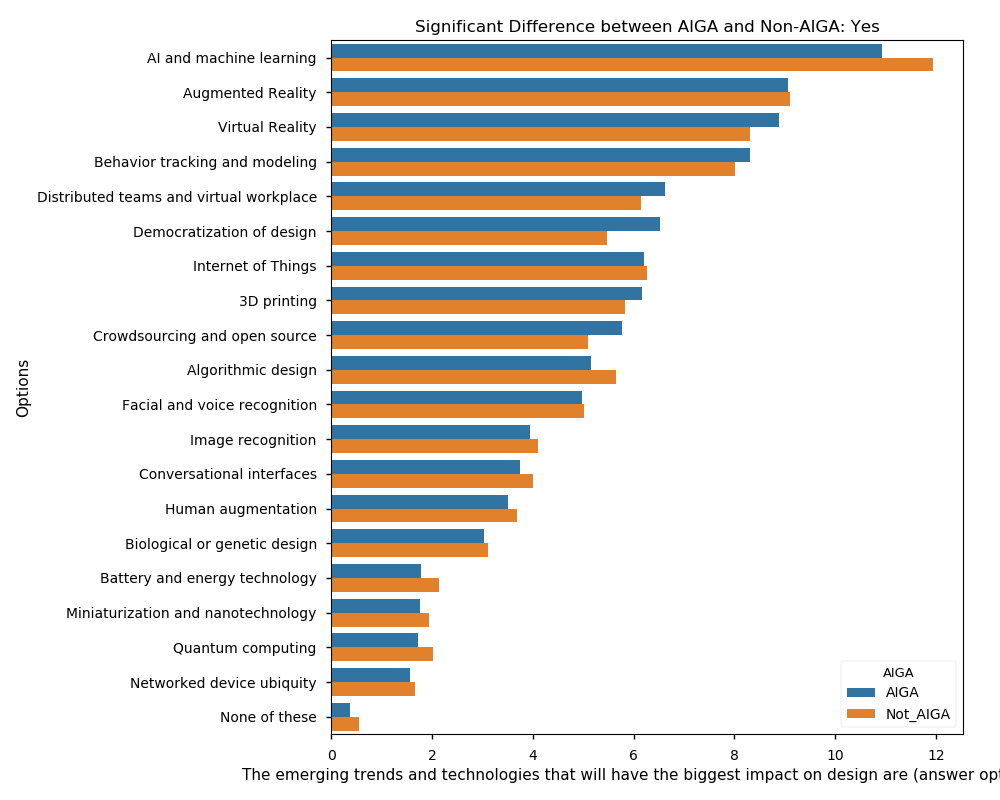 Significant Difference between AIGA and Non-AIGA: Yes
AI and machine learning
Augmented Reality
Virtual Reality
Behavior tracking and modeling
Distributed teams and virtual workplace
Democratization of design
Internet of Things
3D printing
Crowdsourcing and open source
Algorithmic design
Facial and voice recognition
Image recognition
Conversational interfaces
Human augmentation
Biological or genetic design
Battery and energy technology
Miniaturization and nanotechnology
Quantum computing
Networked device ubiquity
None of these
Options
AIGA
AIGA
Not_AIGA
0 2 4 6 8 10 12
The emerging trends and technologies that will have the biggest impact on design are (answer